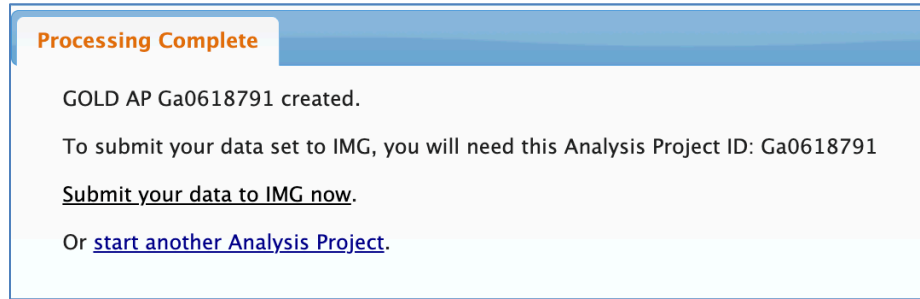 Processing Complete
GOLD AP Ga0618791 created.
To submit your data set to IMG, you will need this Analysis Project ID: Ga0618791
Submit your data to IMG now.
Or start another Analysis Project.